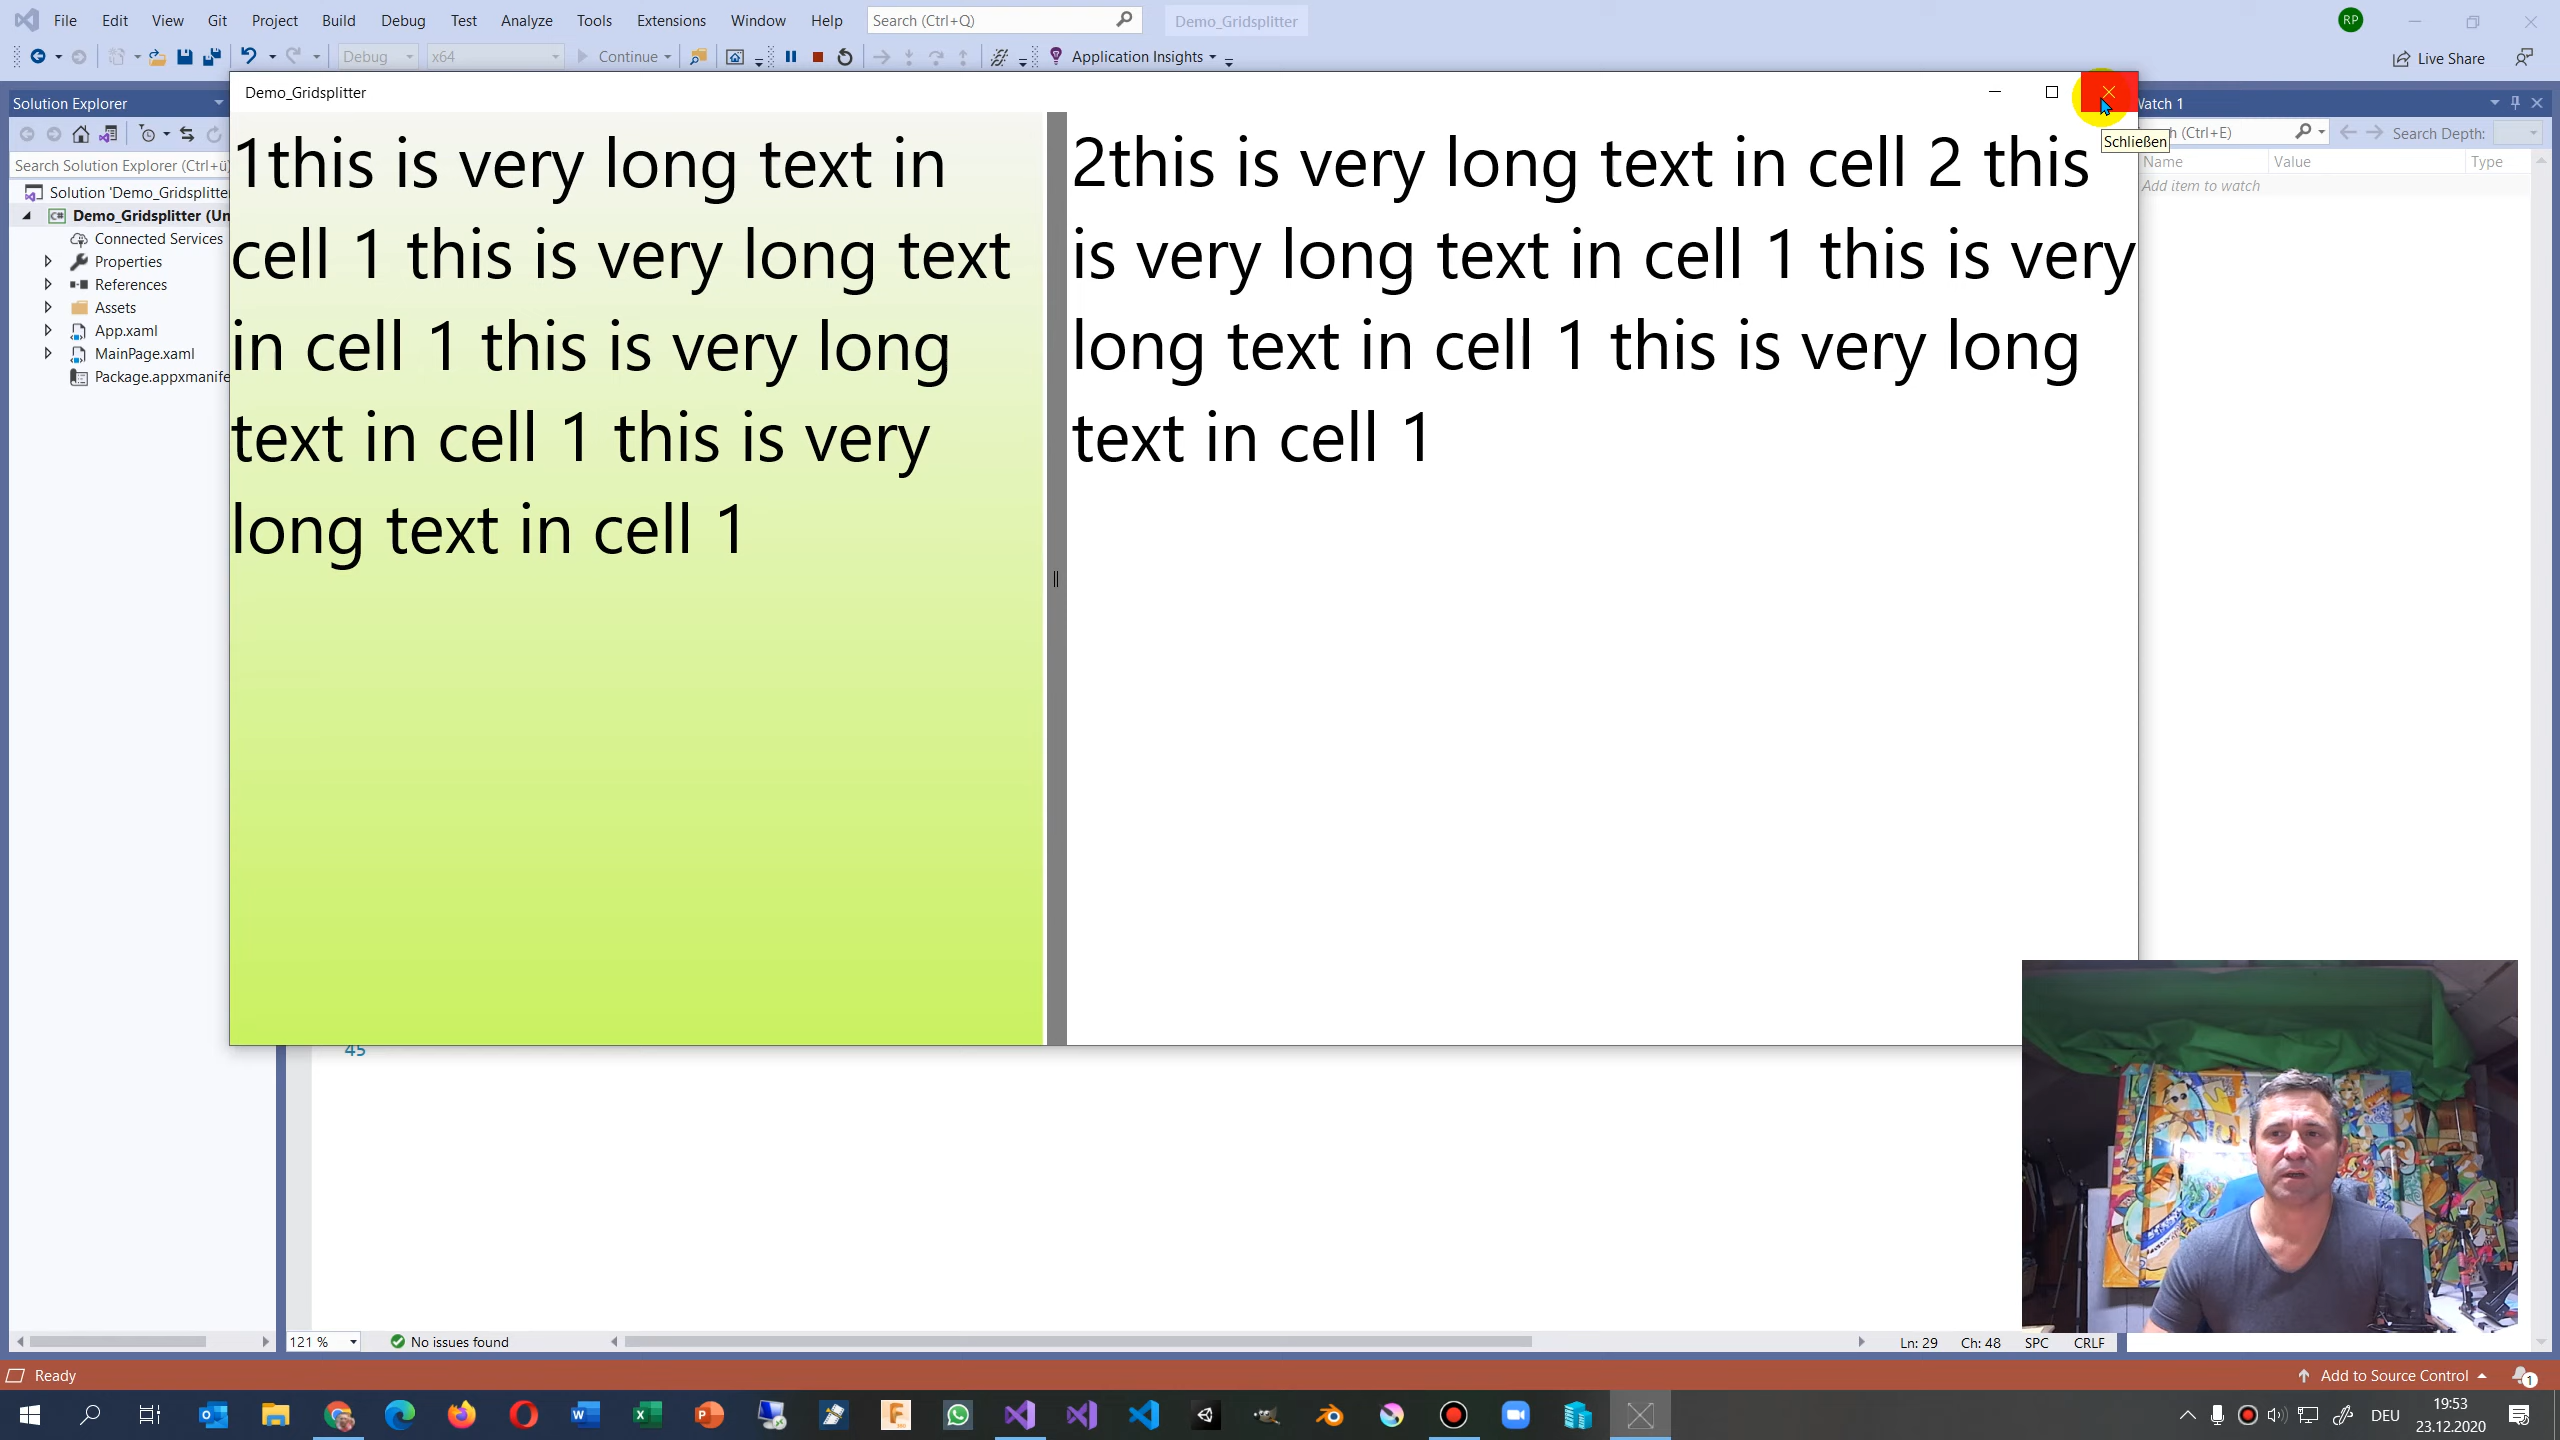 File Edit View Git Project Build Debug Test Analyze Tools Extensions Window Help Search (Ctrl+Q) Demo_Gridsplitter RP
Debug x64 Continue Application Insights Live Share
Solution Explorer
Search Solution Explorer (Ctrl+ü)
Solution 'Demo_Gridsplitte
Demo_Gridsplitter (Un
Connected Services
Properties
References
Assets
App.xaml
MainPage.xaml
Package.appxmanife
Demo_Gridsplitter
1this is very long text in
cell 1 this is very long text
in cell 1 this is very long
text in cell 1 this is very
long text in cell 1
2this is very long text in cell 2 this
is very long text in cell 1 this is very
long text in cell 1 this is very long
text in cell 1
Schließen
Watch 1
h (Ctrl+E) Search Depth:
Name Value Type
Add item to watch
45
121 % No issues found Ln: 29 Ch: 48 SPC CRLF
Ready Add to Source Control 1
DEU
19:53
23.12.2020